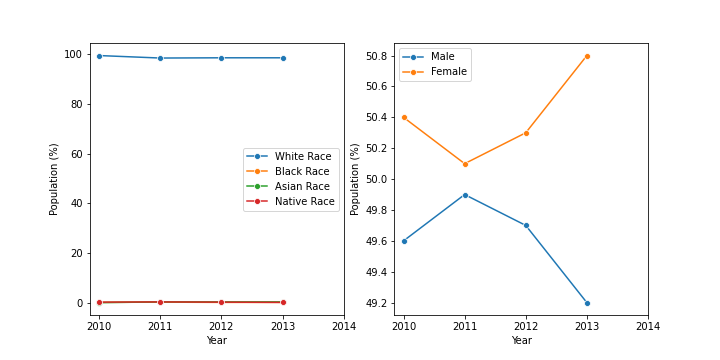 100
80
60
40
20
0
Population (%)
2010 2011 2012 2013 2014
Year
White Race
Black Race
Asian Race
Native Race
50.8
50.6
50.4
50.2
50.0
49.8
49.6
49.4
49.2
Population (%)
2010 2011 2012 2013 2014
Year
Male
Female